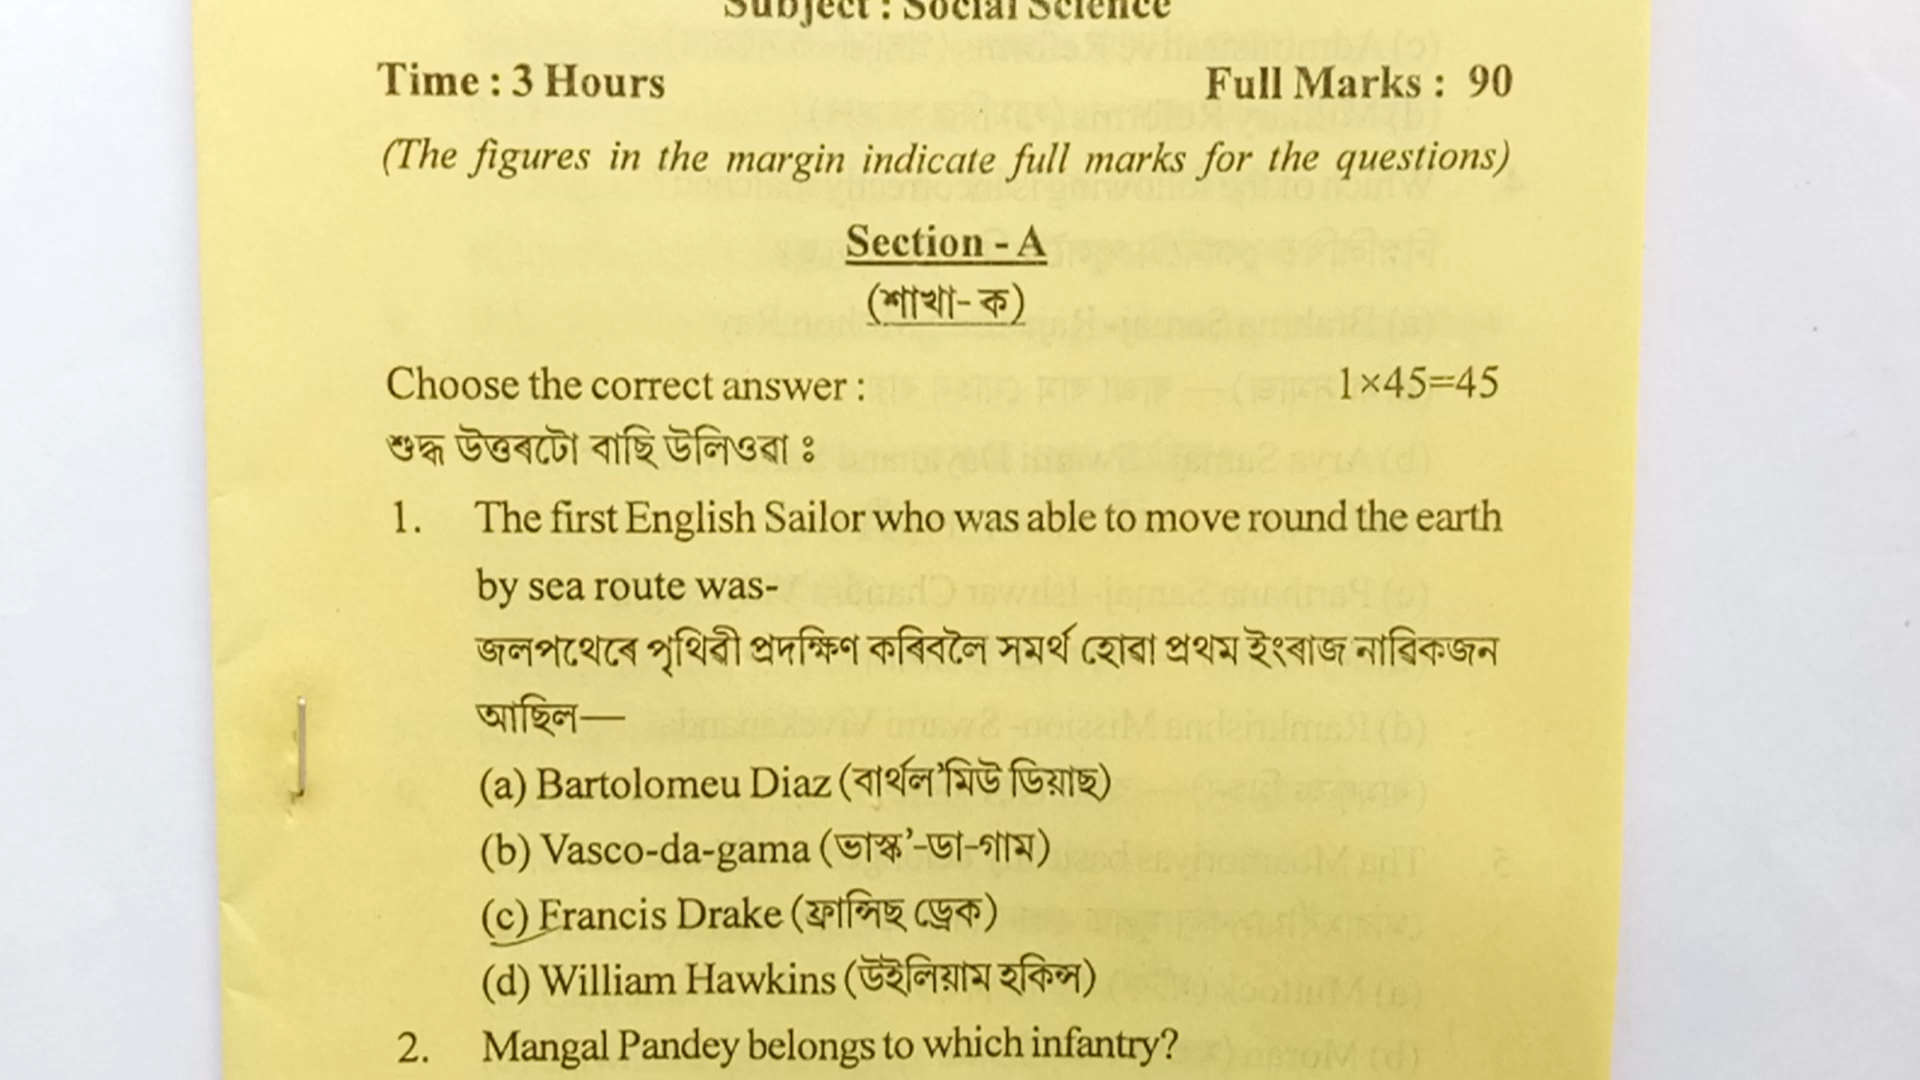 Subject : Social Science
Time : 3 Hours Full Marks : 90
(The figures in the margin indicate full marks for the questions)
Section - A
(শাখা- ক)
Choose the correct answer : 1×45=45
শুদ্ধ উত্তৰটো বাছি উলিওৱা ঃ
1. The first English Sailor who was able to move round the earth
by sea route was-
জলপথেৰে পৃথিৱী প্ৰদক্ষিণ কৰিবলৈ সমৰ্থ হোৱা প্ৰথম ইংৰাজ নাৱিকজন
আছিল—
(a) Bartolomeu Diaz (বাৰ্থল’মিউ ডিয়াছ)
(b) Vasco-da-gama (ভাস্ক’-ডা-গাম)
(c) Francis Drake (ফ্ৰান্সিছ ড্ৰেক)
(d) William Hawkins (উইলিয়াম হকিন্স)
2. Mangal Pandey belongs to which infantry?